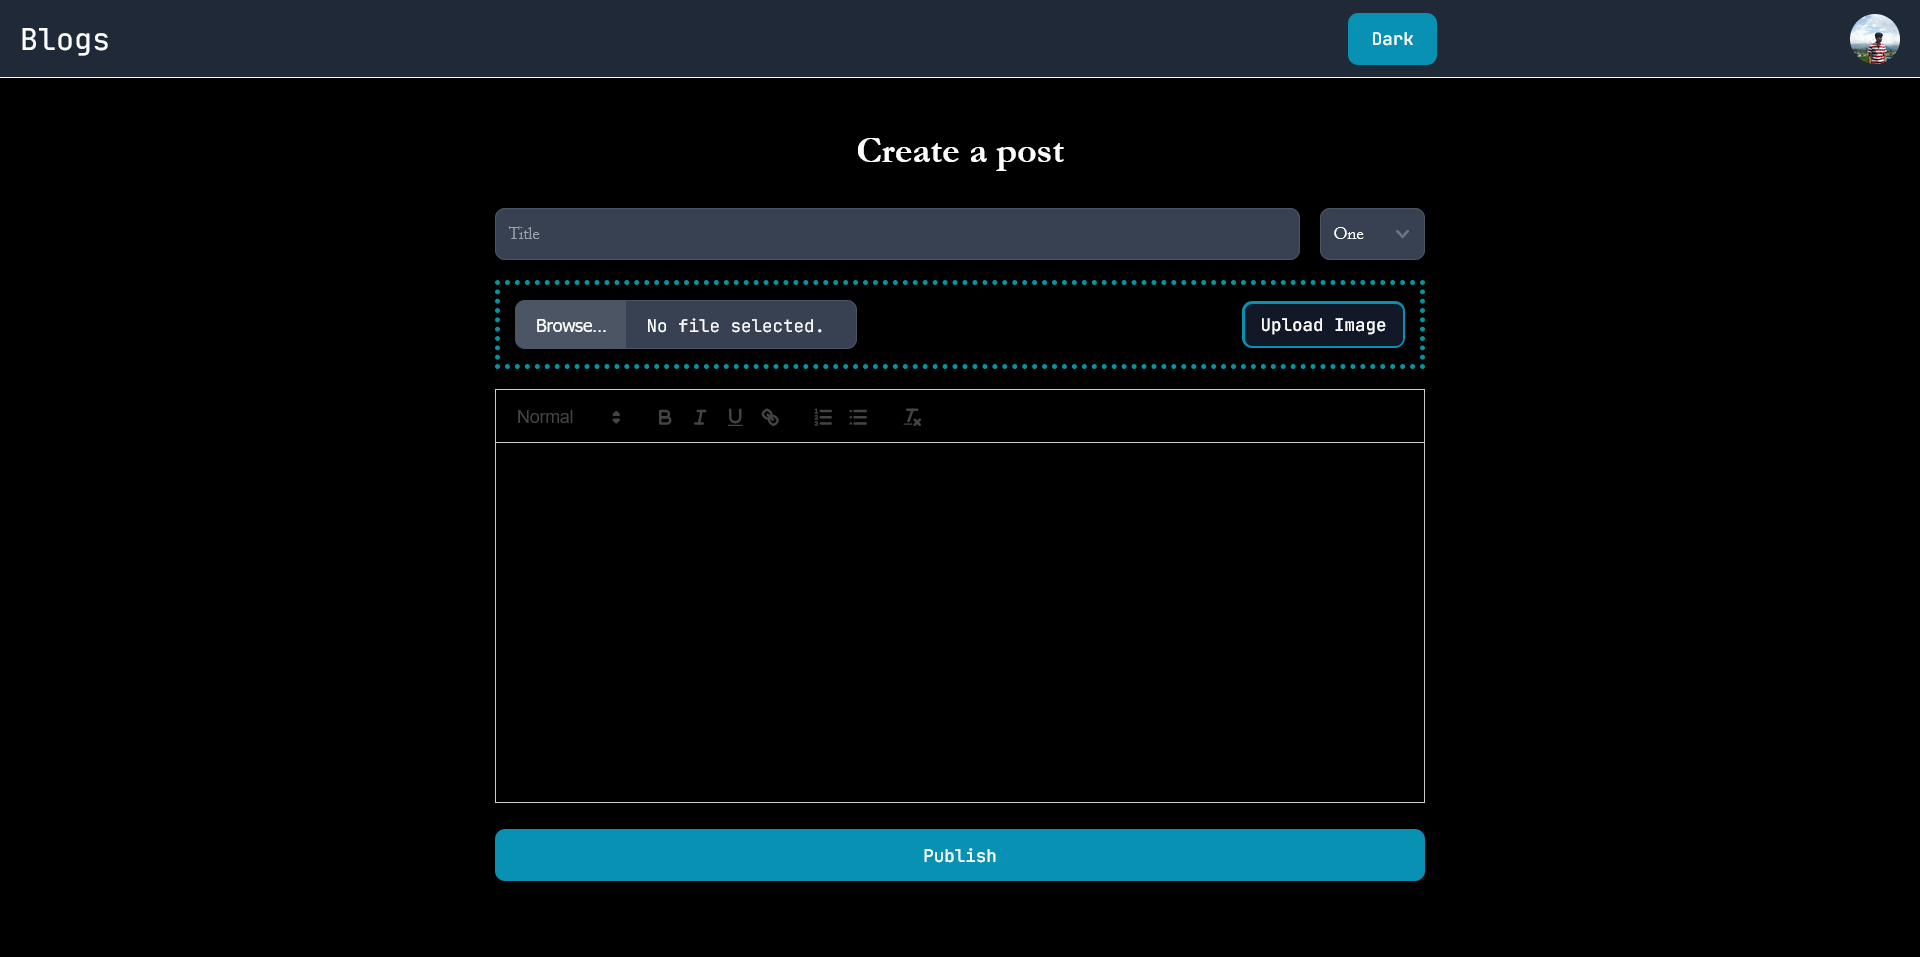 Blogs
Dark
Create a post
Title
One
Browse...
No file selected.
Upload Image
Normal
Publish